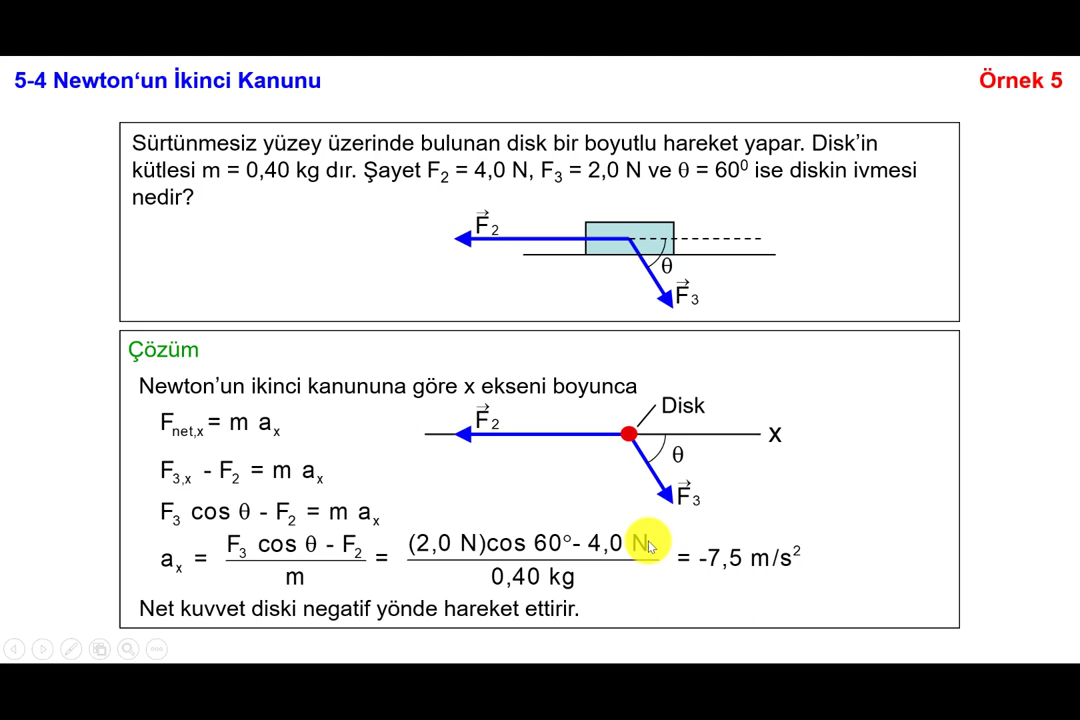 5-4 Newton‘un İkinci Kanunu
Örnek 5
Sürtünmesiz yüzey üzerinde bulunan disk bir boyutlu hareket yapar. Disk’in
kütlesi m = 0,40 kg dır. Şayet F₂ = 4,0 N, F₃ = 2,0 N ve θ = 60⁰ ise diskin ivmesi
nedir?
F⃗₂
θ
F⃗₃
Çözüm
Newton’un ikinci kanununa göre x ekseni boyunca
Disk
F⃗₂
x
θ
F⃗₃
Fnet,x = m aₓ
F₃,ₓ - F₂ = m aₓ
F₃ cos θ - F₂ = m aₓ
aₓ = (F₃ cos θ - F₂) / m = ((2,0 N)cos 60°- 4,0 N) / 0,40 kg = -7,5 m/s²
Net kuvvet diski negatif yönde hareket ettirir.